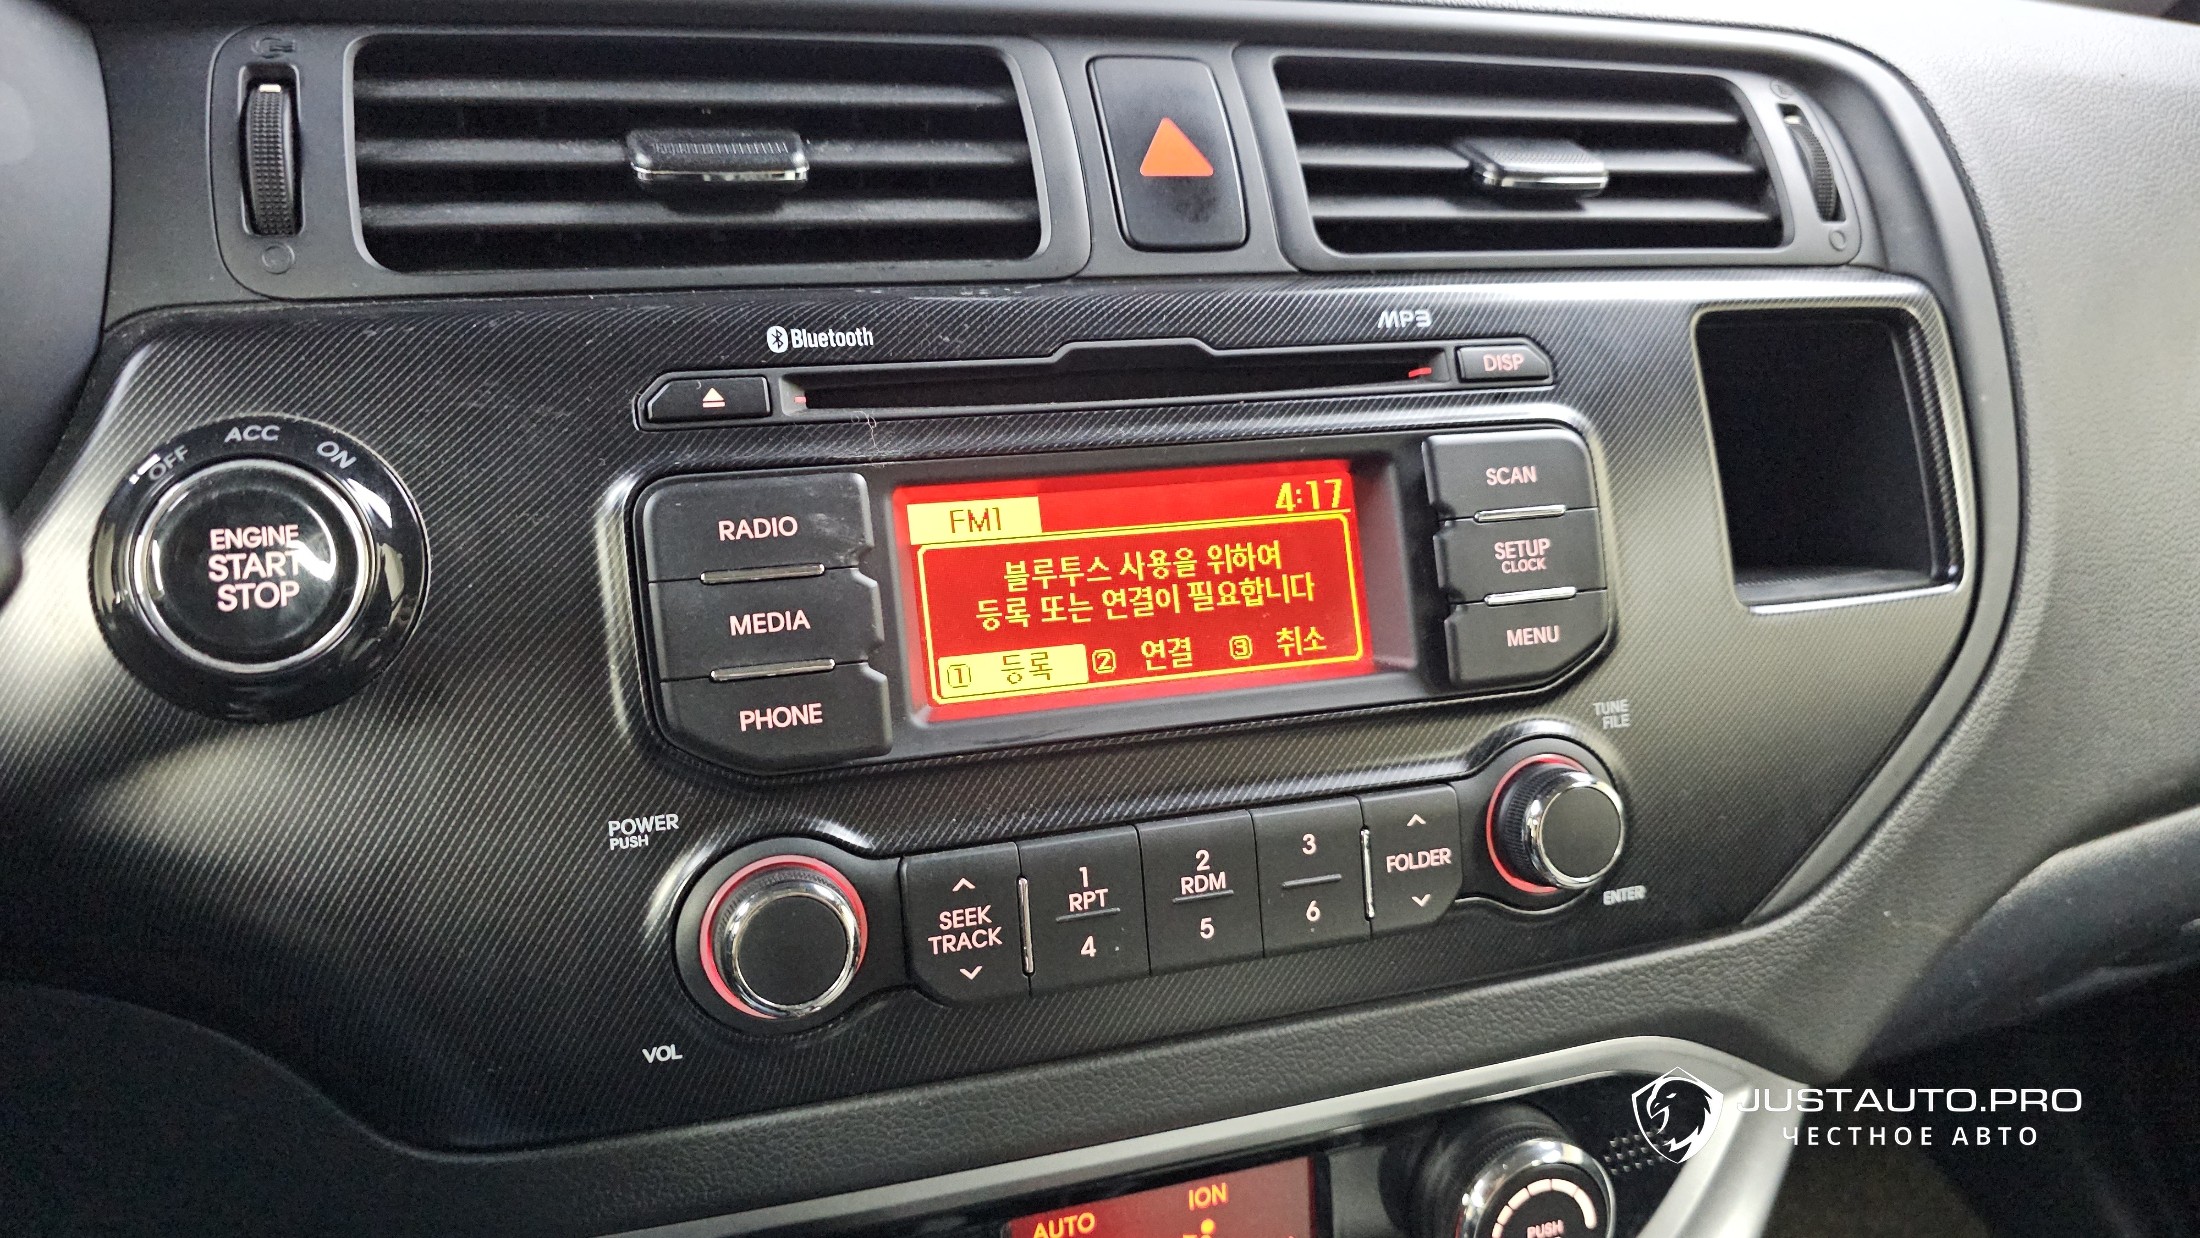 Bluetooth
MP3
DISP
OFF ACC ON
ENGINE
START
STOP
RADIO
MEDIA
PHONE
FM1 4:17
블루투스 사용을 위하여
등록 또는 연결이 필요합니다
1 등록 2 연결 3 취소
SCAN
SETUP
CLOCK
MENU
TUNE
FILE
POWER
PUSH
VOL
SEEK
TRACK
1
RPT
4
2
RDM
5
3
6
FOLDER
ENTER
JUSTAUTO.PRO
ЧЕСТНОЕ АВТО
AUTO
ION
PUSH